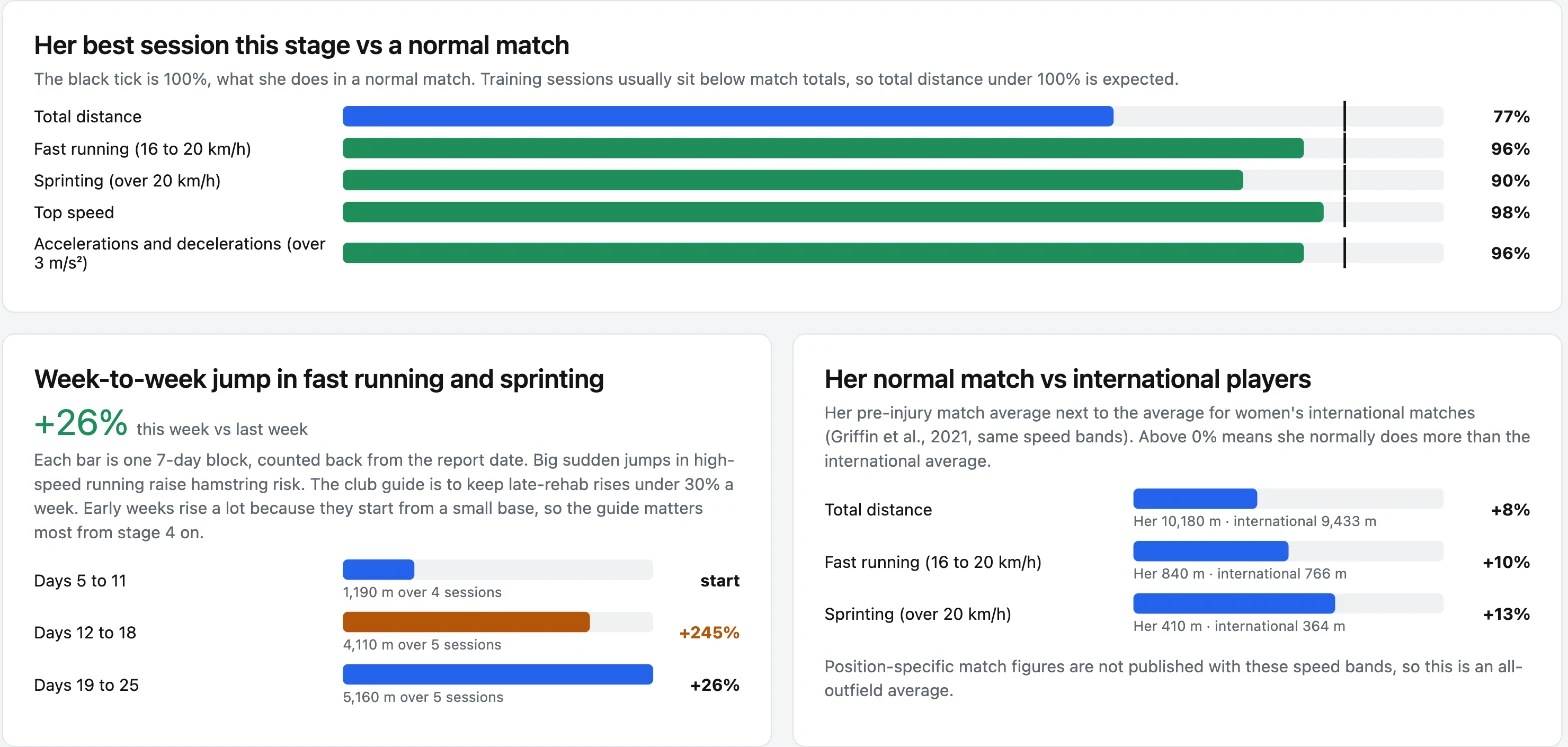 Her best session this stage vs a normal match
The black tick is 100%, what she does in a normal match. Training sessions usually sit below match totals, so total distance under 100% is expected.
Total distance
77%
Fast running (16 to 20 km/h)
96%
Sprinting (over 20 km/h)
90%
Top speed
98%
Accelerations and decelerations (over
3 m/s²)
96%
Week-to-week jump in fast running and sprinting
+26% this week vs last week
Each bar is one 7-day block, counted back from the report date. Big sudden jumps in high-
speed running raise hamstring risk. The club guide is to keep late-rehab rises under 30% a
week. Early weeks rise a lot because they start from a small base, so the guide matters
most from stage 4 on.
Days 5 to 11
start
1,190 m over 4 sessions
Days 12 to 18
+245%
4,110 m over 5 sessions
Days 19 to 25
+26%
5,160 m over 5 sessions
Her normal match vs international players
Her pre-injury match average next to the average for women's international matches
(Griffin et al., 2021, same speed bands). Above 0% means she normally does more than the
international average.
Total distance
+8%
Her 10,180 m · international 9,433 m
Fast running (16 to 20 km/h)
+10%
Her 840 m · international 766 m
Sprinting (over 20 km/h)
+13%
Her 410 m · international 364 m
Position-specific match figures are not published with these speed bands, so this is an all-
outfield average.